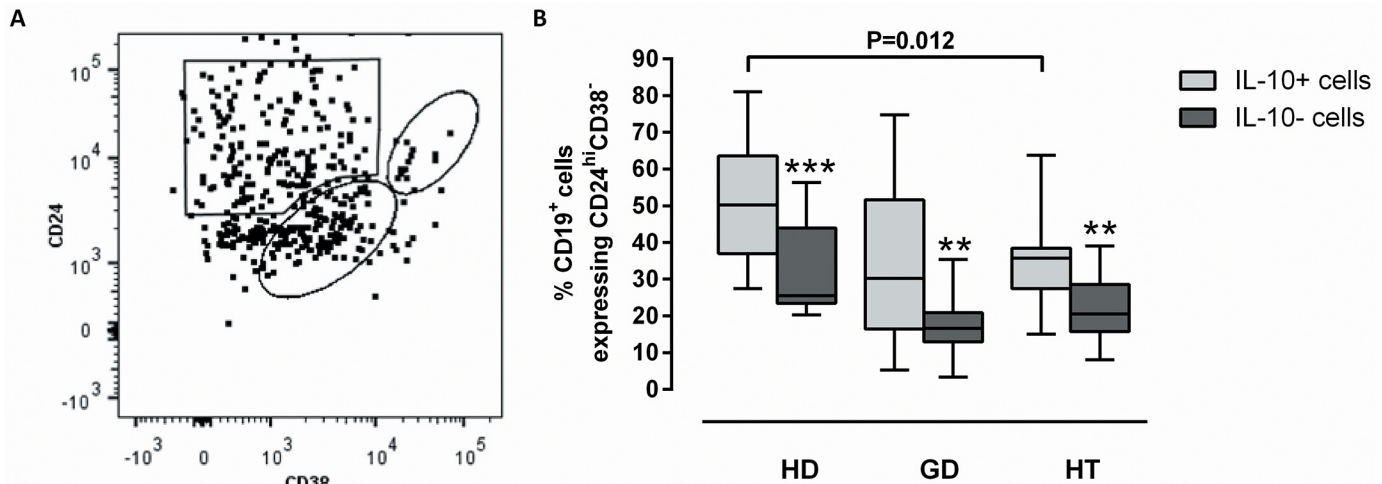 A
CD24
10^5
10^4
10^3
0
-10^3
-10^3
0
10^3
10^4
10^5
CD38
B
P=0.012
% CD19+ cells
expressing CD24hiCD38-
90
80
70
60
50
40
30
20
10
0
***
**
**
HD
GD
HT
IL-10+ cells
IL-10- cells